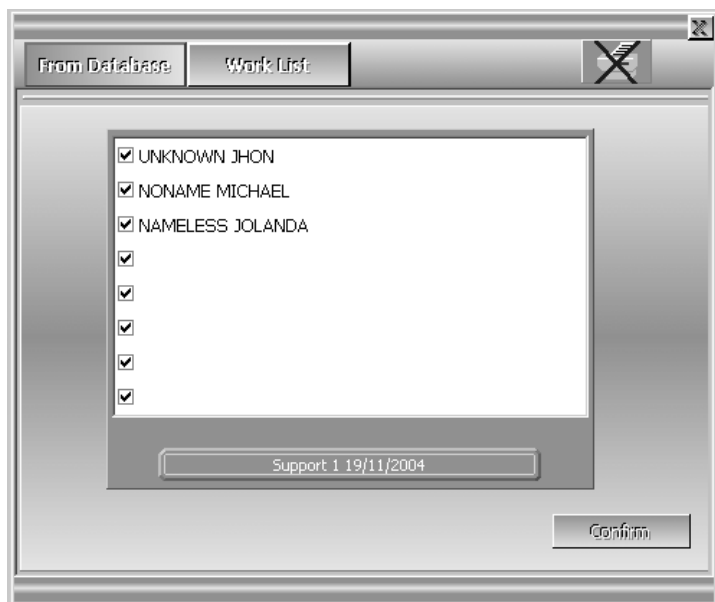 From Database
Work List
UNKNOWN JHON
NONAME MICHAEL
NAMELESS JOLANDA
Support 1 19/11/2004
Confirm